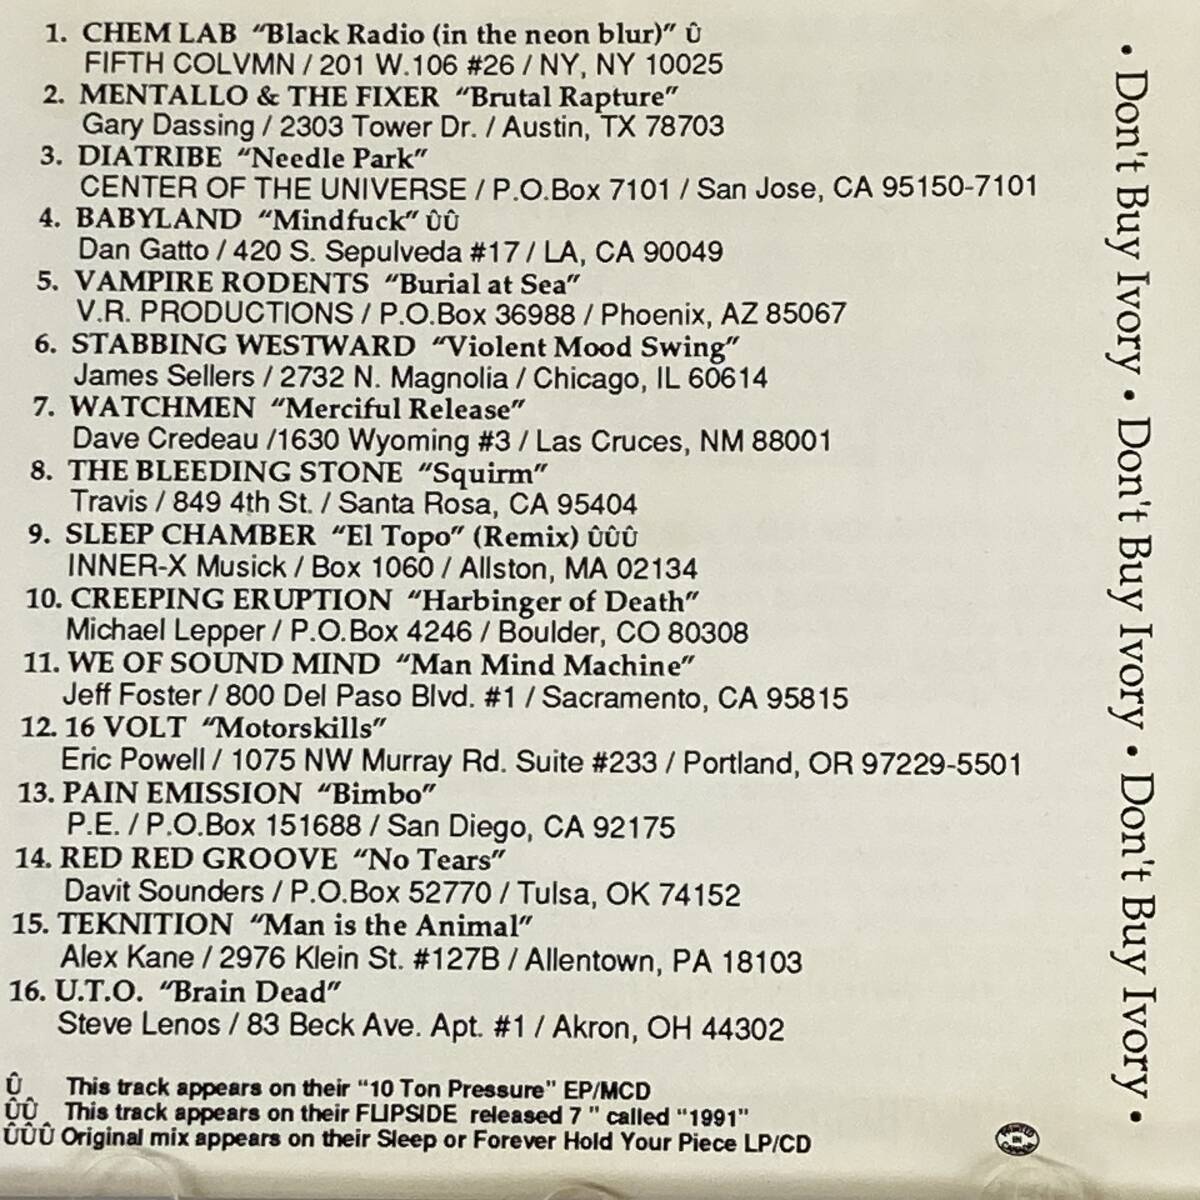 1. CHEM LAB "Black Radio (in the neon blur)" Û
FIFTH COLVMN / 201 W.106 #26 / NY, NY 10025
2. MENTALLO & THE FIXER "Brutal Rapture"
Gary Dassing / 2303 Tower Dr. / Austin, TX 78703
3. DIATRIBE "Needle Park"
CENTER OF THE UNIVERSE / P.O.Box 7101 / San Jose, CA 95150-7101
4. BABYLAND "Mindfuck" ÛÛ
Dan Gatto / 420 S. Sepulveda #17 / LA, CA 90049
5. VAMPIRE RODENTS "Burial at Sea"
V.R. PRODUCTIONS / P.O.Box 36988 / Phoenix, AZ 85067
6. STABBING WESTWARD "Violent Mood Swing"
James Sellers / 2732 N. Magnolia / Chicago, IL 60614
7. WATCHMEN "Merciful Release"
Dave Credeau /1630 Wyoming #3 / Las Cruces, NM 88001
8. THE BLEEDING STONE "Squirm"
Travis / 849 4th St. / Santa Rosa, CA 95404
9. SLEEP CHAMBER "El Topo" (Remix) ÛÛÛ
INNER-X Musick / Box 1060 / Allston, MA 02134
10. CREEPING ERUPTION "Harbinger of Death"
Michael Lepper / P.O.Box 4246 / Boulder, CO 80308
11. WE OF SOUND MIND "Man Mind Machine"
Jeff Foster / 800 Del Paso Blvd. #1 / Sacramento, CA 95815
12. 16 VOLT "Motorskills"
Eric Powell / 1075 NW Murray Rd. Suite #233 / Portland, OR 97229-5501
13. PAIN EMISSION "Bimbo"
P.E. / P.O.Box 151688 / San Diego, CA 92175
14. RED RED GROOVE "No Tears"
Davit Sounders / P.O.Box 52770 / Tulsa, OK 74152
15. TEKNITION "Man is the Animal"
Alex Kane / 2976 Klein St. #127B / Allentown, PA 18103
16. U.T.O. "Brain Dead"
Steve Lenos / 83 Beck Ave. Apt. #1 / Akron, OH 44302
Û This track appears on their "10 Ton Pressure" EP/MCD
ÛÛ This track appears on their FLIPSIDE released 7 " called "1991"
ÛÛÛ Original mix appears on their Sleep or Forever Hold Your Piece LP/CD
• Don't Buy Ivory • Don't Buy Ivory • Don't Buy Ivory •
PRINTED
IN
CANADA